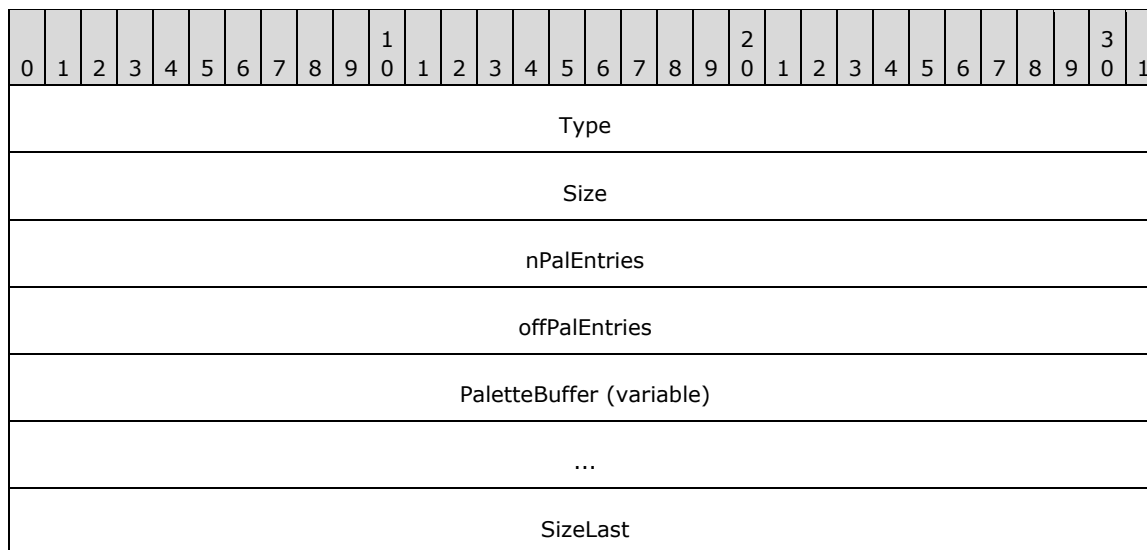 1 2 3
0 1 2 3 4 5 6 7 8 9 0 1 2 3 4 5 6 7 8 9 0 1 2 3 4 5 6 7 8 9 0 1
Type
Size
nPalEntries
offPalEntries
PaletteBuffer (variable)
...
SizeLast